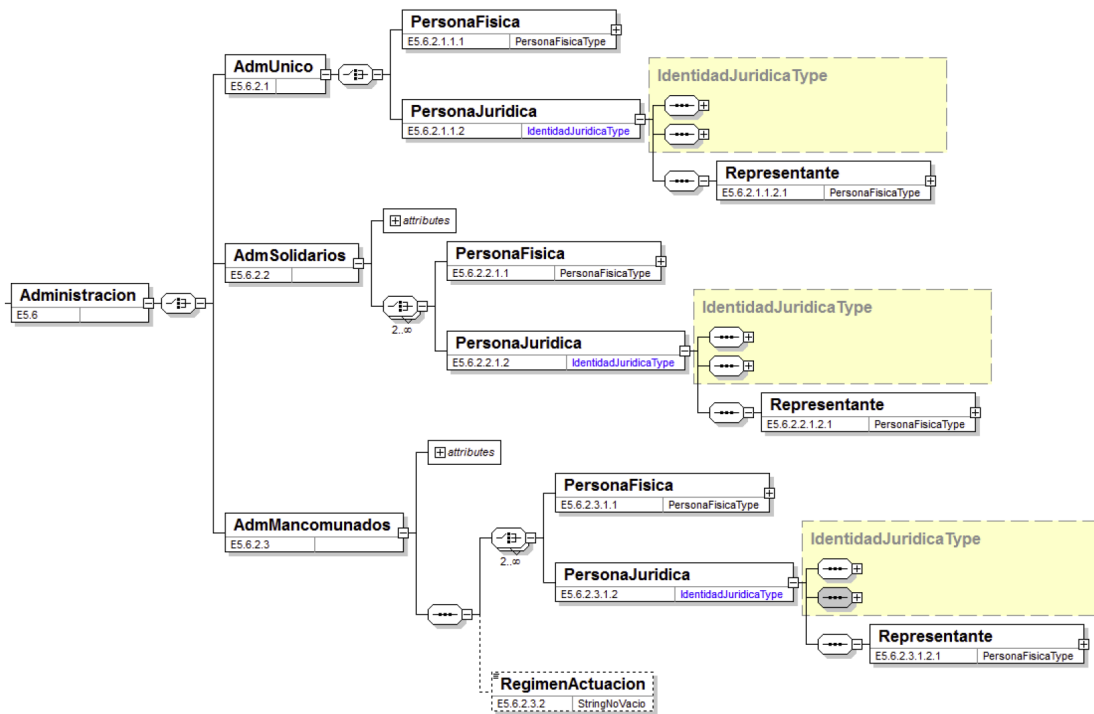 PersonaFisica
E5.6.2.1.1.1 PersonaFisicaType
AdmUnico
E5.6.2.1
IdentidadJuridicaType
PersonaJuridica
E5.6.2.1.1.2 IdentidadJuridicaType
Representante
E5.6.2.1.1.2.1 PersonaFisicaType
attributes
AdmSolidarios
E5.6.2.2
PersonaFisica
E5.6.2.2.1.1 PersonaFisicaType
Administracion
E5.6
2..∞
IdentidadJuridicaType
PersonaJuridica
E5.6.2.2.1.2 IdentidadJuridicaType
Representante
E5.6.2.2.1.2.1 PersonaFisicaType
attributes
PersonaFisica
E5.6.2.3.1.1 PersonaFisicaType
AdmMancomunados
E5.6.2.3
2..∞
IdentidadJuridicaType
PersonaJuridica
E5.6.2.3.1.2 IdentidadJuridicaType
Representante
E5.6.2.3.1.2.1 PersonaFisicaType
RegimenActuacion
E5.6.2.3.2 StringNoVacio